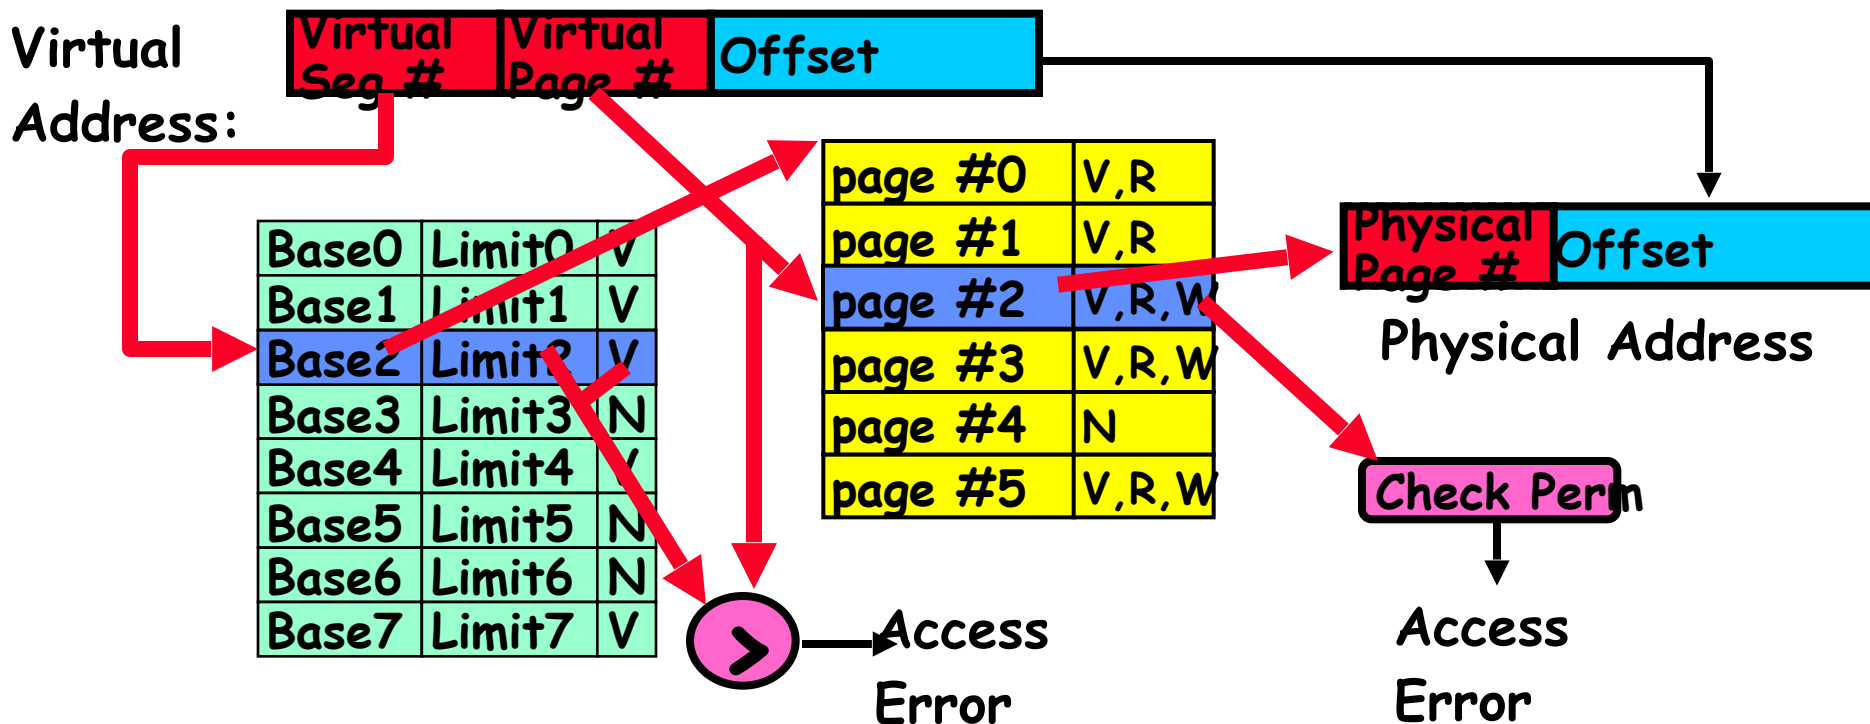 Virtual
Address:
Virtual
Seg #
Virtual
Page #
Offset
Base0 Limit0 V
Base1 Limit1 V
Base2 Limit2 V
Base3 Limit3 N
Base4 Limit4 V
Base5 Limit5 N
Base6 Limit6 N
Base7 Limit7 V
page #0 V,R
page #1 V,R
page #2 V,R,W
page #3 V,R,W
page #4 N
page #5 V,R,W
Physical
Page #
Offset
Physical Address
Check Perm
>
Access
Error
Access
Error